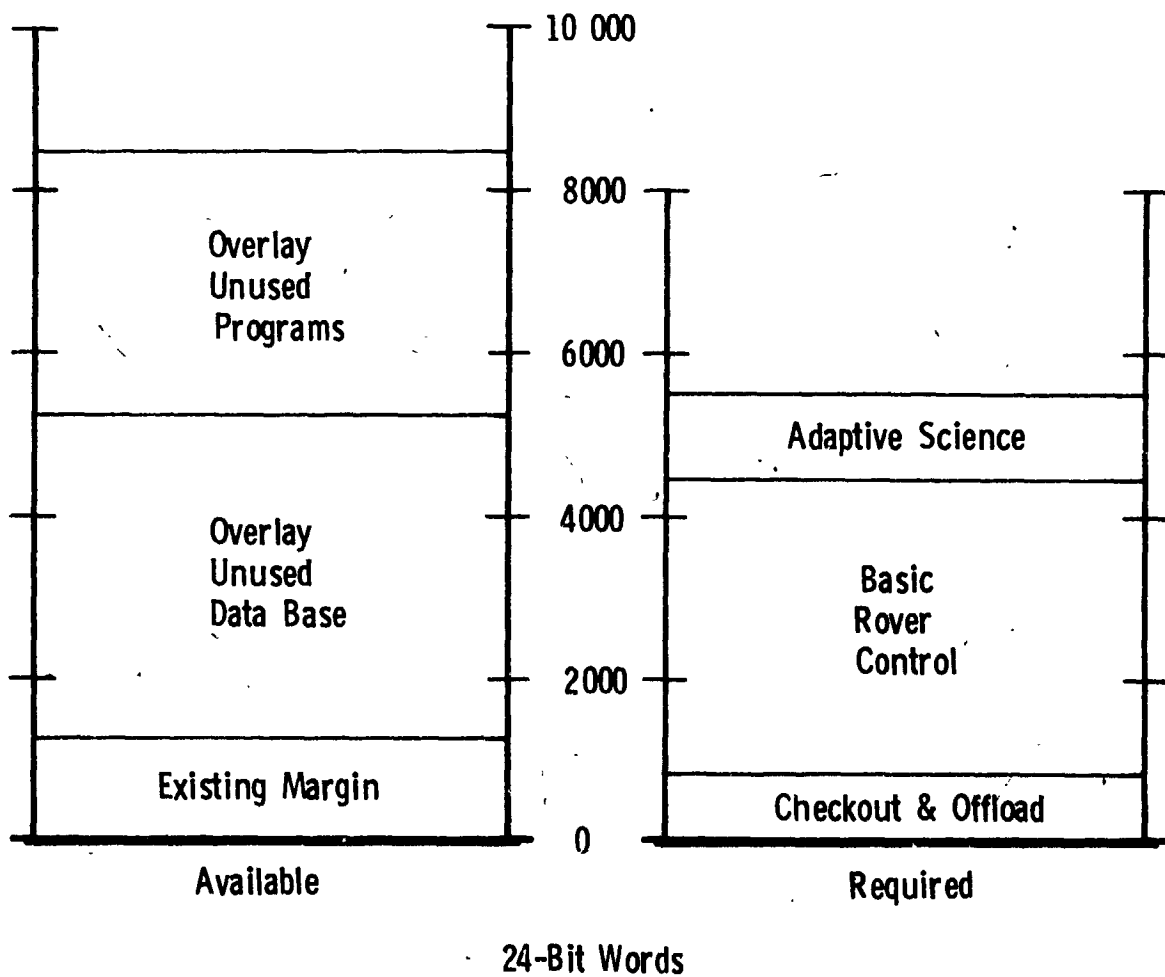 10 000
Overlay
Unused
Programs
8000
6000
Adaptive Science
Overlay
Unused
Data Base
4000
Basic
Rover
Control
2000
Existing Margin
Checkout & Offload
0
Available
Required
24-Bit Words